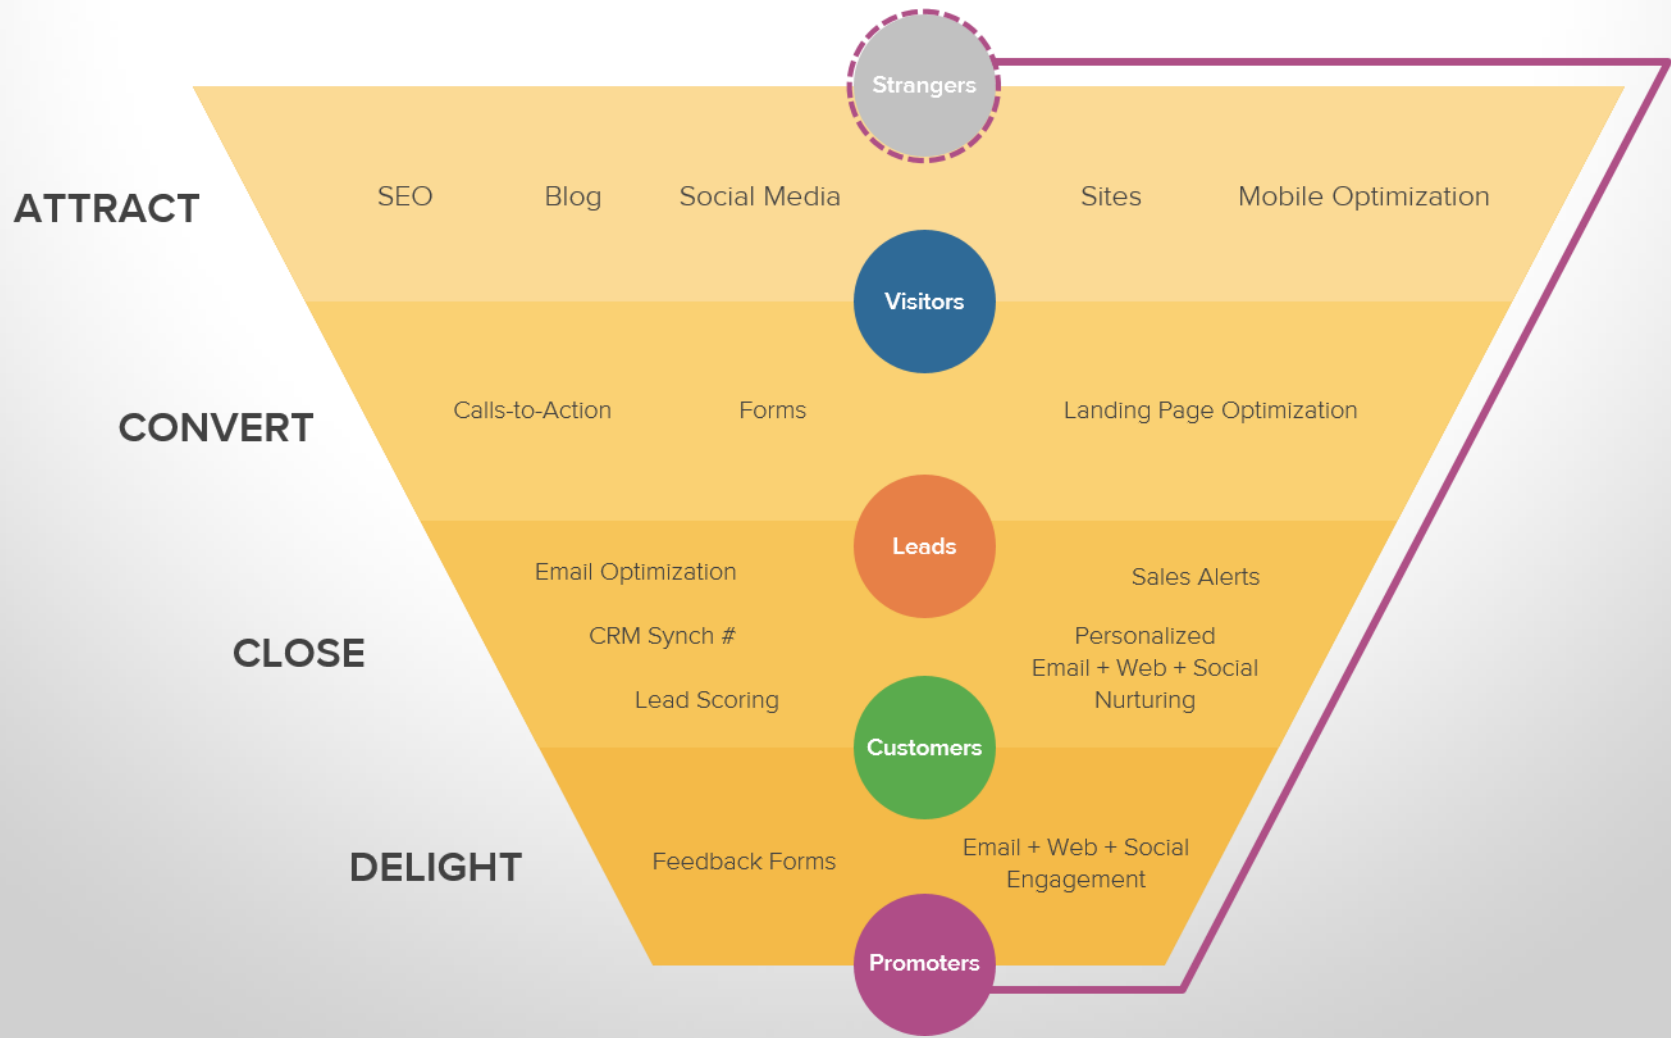 Strangers
ATTRACT
SEO
Blog
Social Media
Sites
Mobile Optimization
Visitors
CONVERT
Calls-to-Action
Forms
Landing Page Optimization
Leads
CLOSE
Email Optimization
CRM Synch #
Lead Scoring
Sales Alerts
Personalized
Email + Web + Social
Nurturing
Customers
DELIGHT
Feedback Forms
Email + Web + Social
Engagement
Promoters